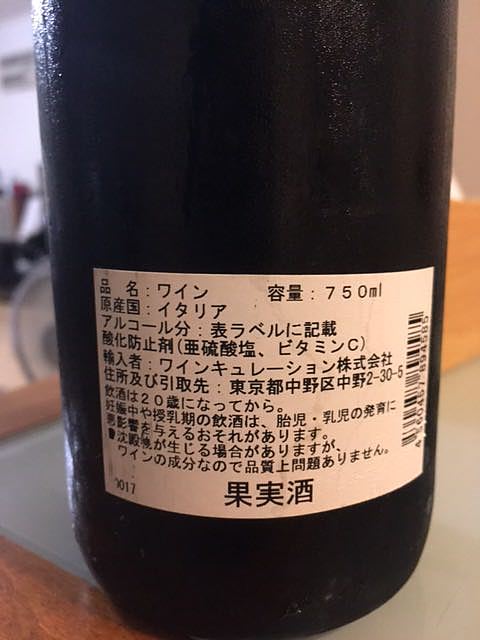 品 名：ワイン 容量：750ml
原産国：イタリア
アルコール分：表ラベルに記載
酸化防止剤(亜硫酸塩、ビタミンC)
輸入者：ワインキュレーション株式会社
住所及び引取先：東京都中野区中野2-30-5
飲酒は20歳になってから。
妊娠中や授乳期の飲酒は、胎児・乳児の発育に
悪影響を与えるおそれがあります。
●沈殿物が生じる場合がありますが、
ワインの成分なので品質上問題ありません。
果実酒